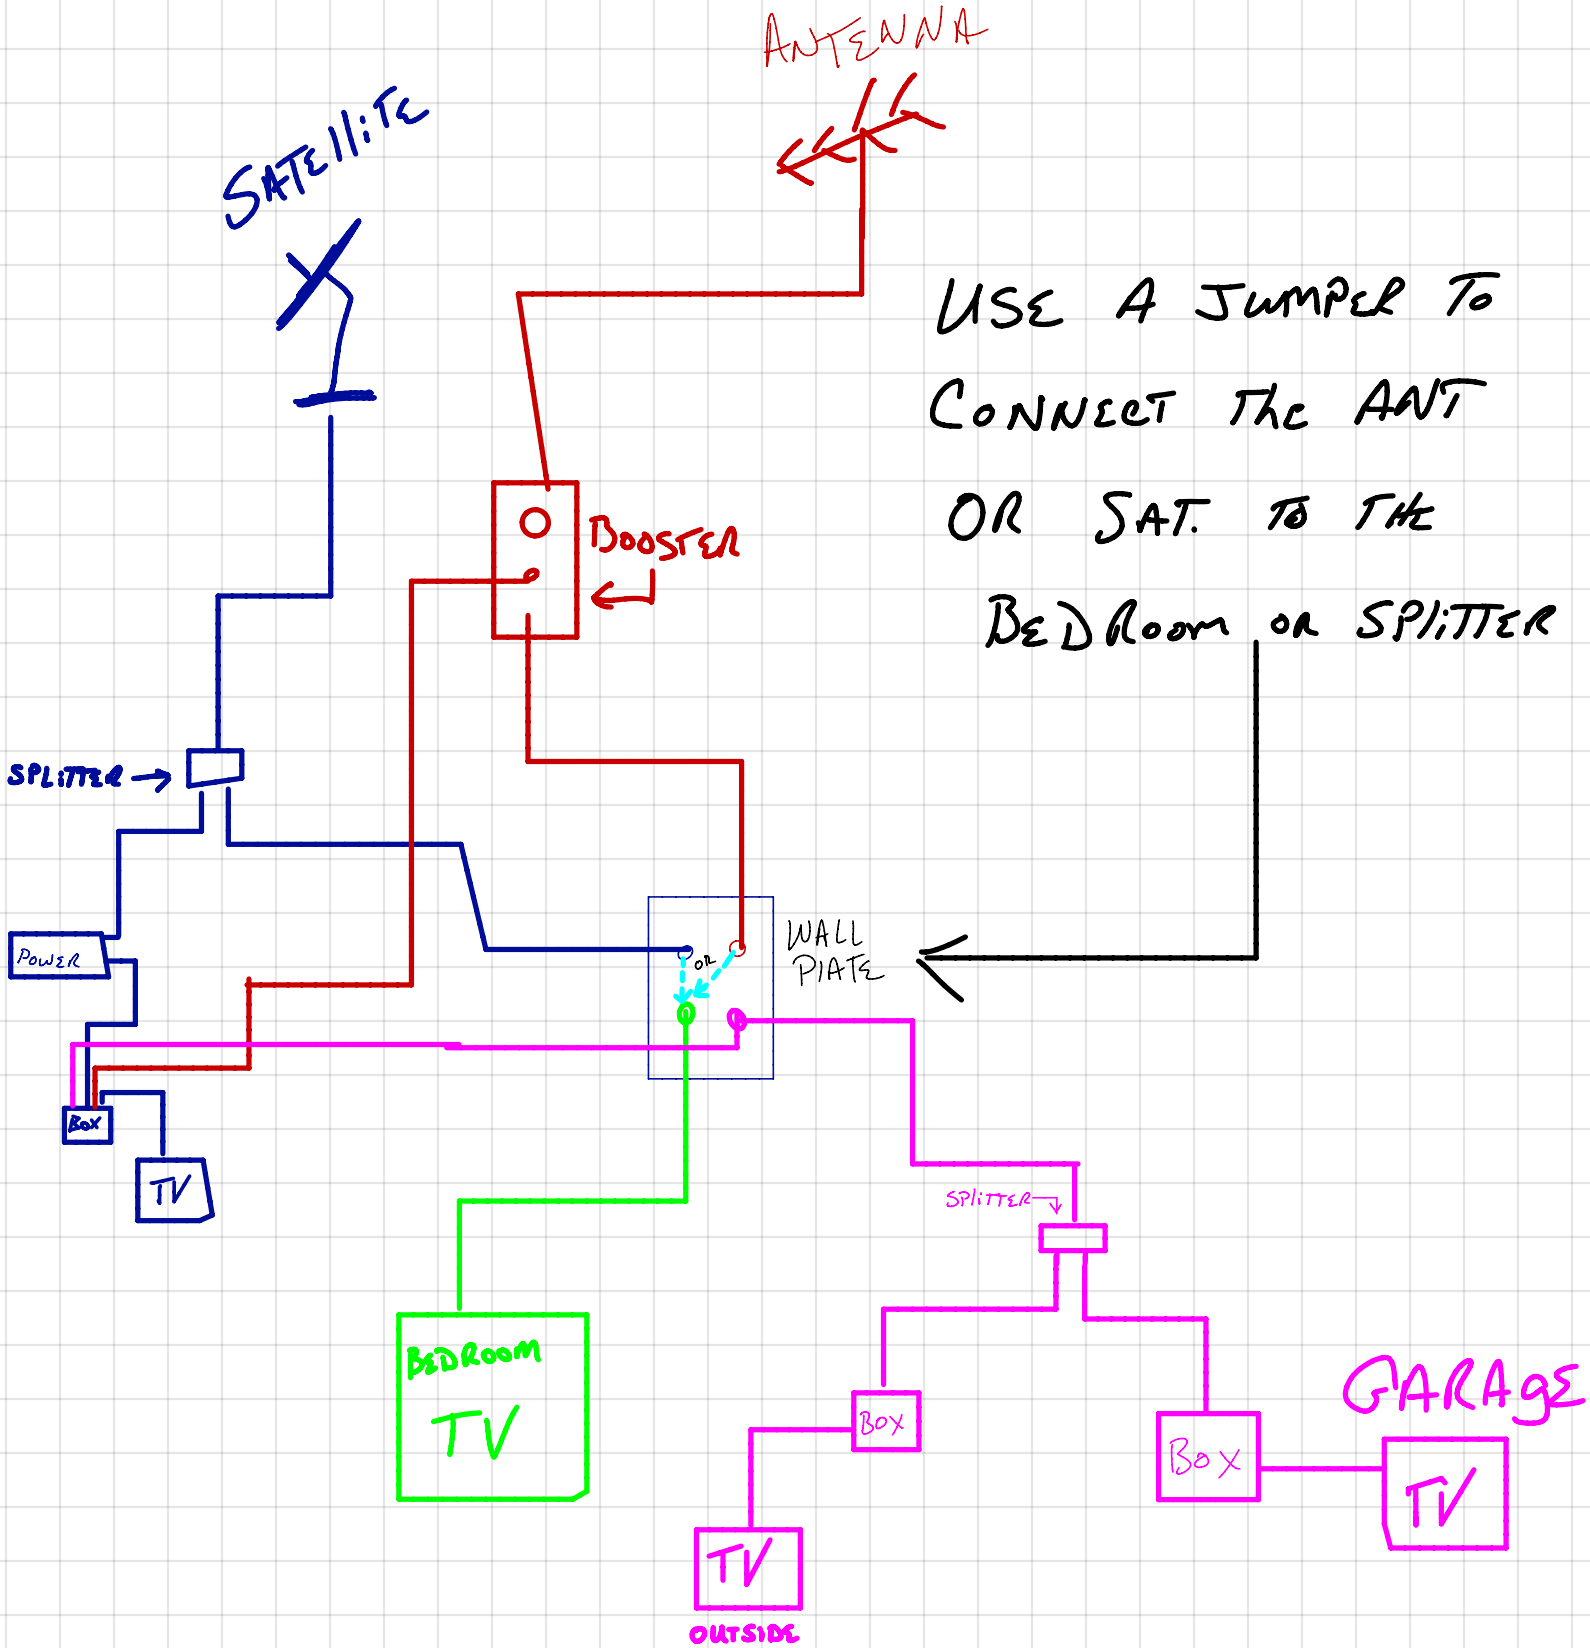 ANTENNA
SATELLITE
USE A JUMPER TO
CONNECT THE ANT
OR SAT. TO THE
BEDROOM OR SPLITTER
BOOSTER
SPLITTER
WALL
PLATE
OR
POWER
BOX
TV
SPLITTER
BEDROOM
TV
BOX
BOX
GARAGE
TV
TV
OUTSIDE